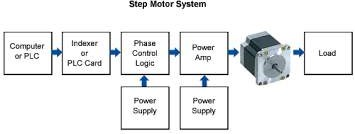 Step Motor System
Computer
or PLC
Indexer
or
PLC Card
Phase
Control
Logic
Power
Amp
Load
Power
Supply
Power
Supply